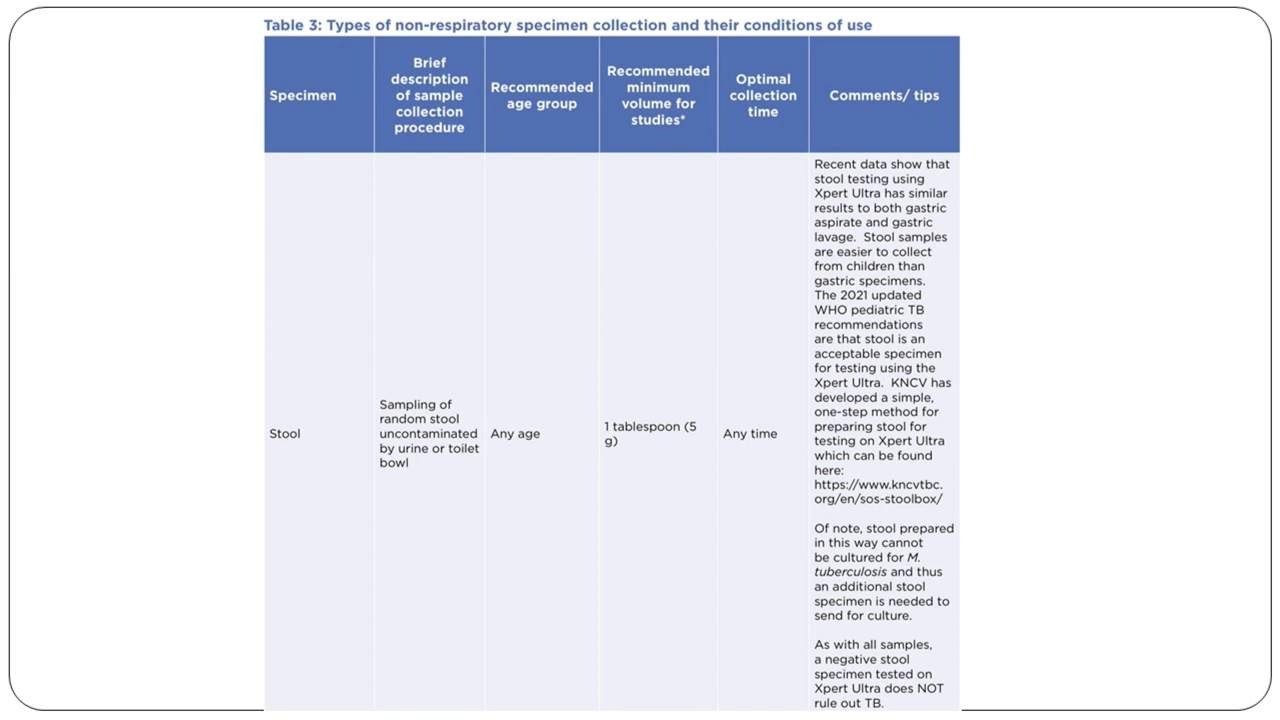 Table 3: Types of non-respiratory specimen collection and their conditions of use
Specimen
Brief
description
of sample
collection
procedure
Recommended
age group
Recommended
minimum
volume for
studies*
Optimal
collection
time
Comments/ tips
Stool
Sampling of
random stool
uncontaminated
by urine or toilet
bowl
Any age
1 tablespoon (5
g)
Any time
Recent data show that
stool testing using
Xpert Ultra has similar
results to both gastric
aspirate and gastric
lavage.  Stool samples
are easier to collect
from children than
gastric specimens.
The 2021 updated
WHO pediatric TB
recommendations
are that stool is an
acceptable specimen
for testing using the
Xpert Ultra.  KNCV has
developed a simple,
one-step method for
preparing stool for
testing on Xpert Ultra
which can be found
here:
https://www.kncvtbc.
org/en/sos-stoolbox/
Of note, stool prepared
in this way cannot
be cultured for M.
tuberculosis and thus
an additional stool
specimen is needed to
send for culture.
As with all samples,
a negative stool
specimen tested on
Xpert Ultra does NOT
rule out TB.